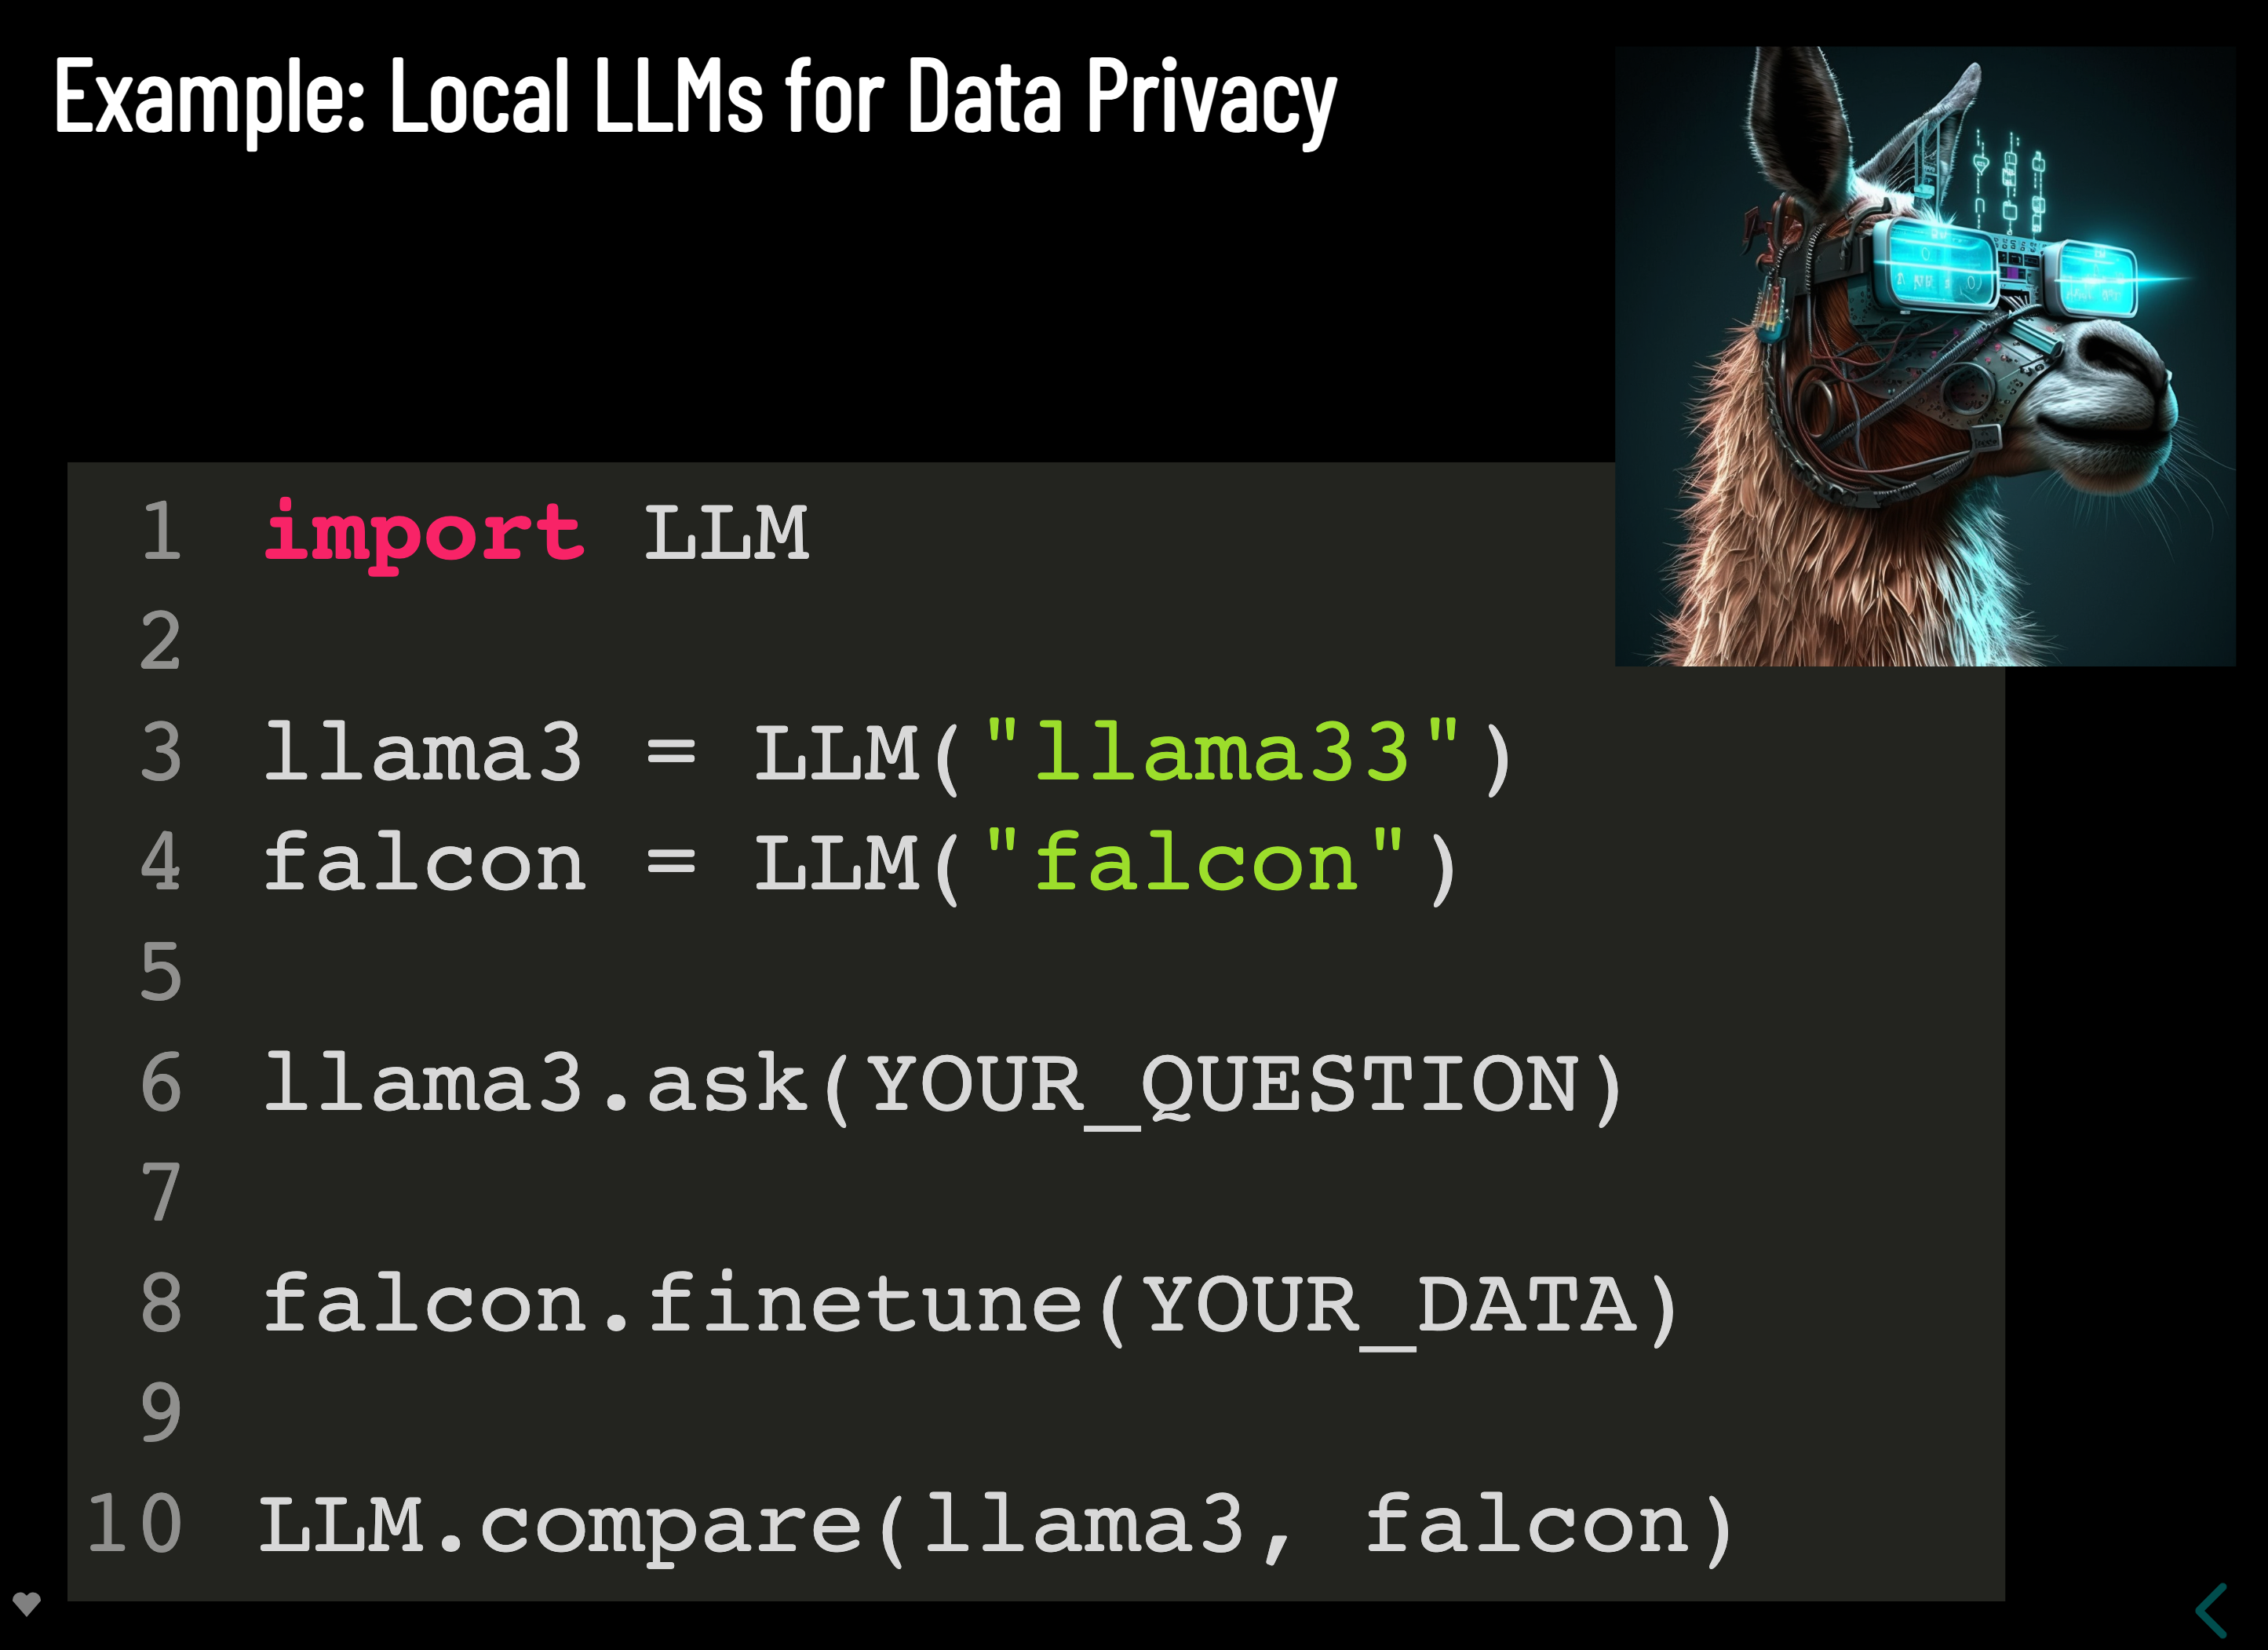 Example: Local LLMs for Data Privacy
1 import LLM
2
3 llama3 = LLM("llama33")
4 falcon = LLM("falcon")
5
6 llama3.ask(YOUR_QUESTION)
7
8 falcon.finetune(YOUR_DATA)
9
10 LLM.compare(llama3, falcon)